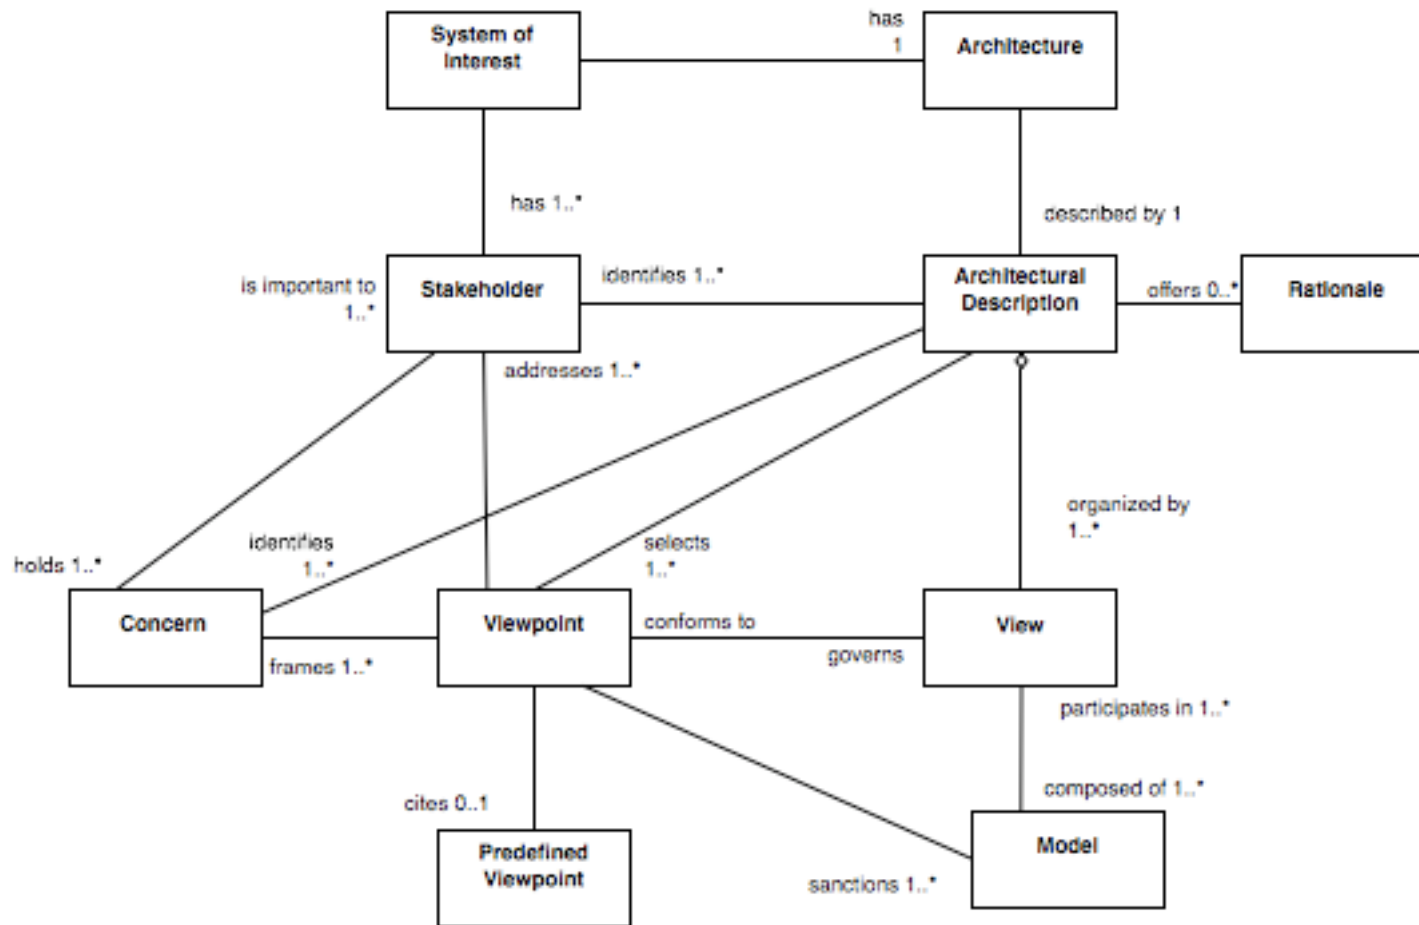 System of
Interest
has
1
Architecture
has 1..*
described by 1
is important to
1..*
Stakeholder
identifies 1..*
Architectural
Description
offers 0..*
Rationale
addresses 1..*
organized by
1..*
holds 1..*
identifies
1..*
selects
1..*
Concern
frames 1..*
Viewpoint
conforms to
governs
View
participates in 1..*
cites 0..1
composed of 1..*
Predefined
Viewpoint
sanctions 1..*
Model